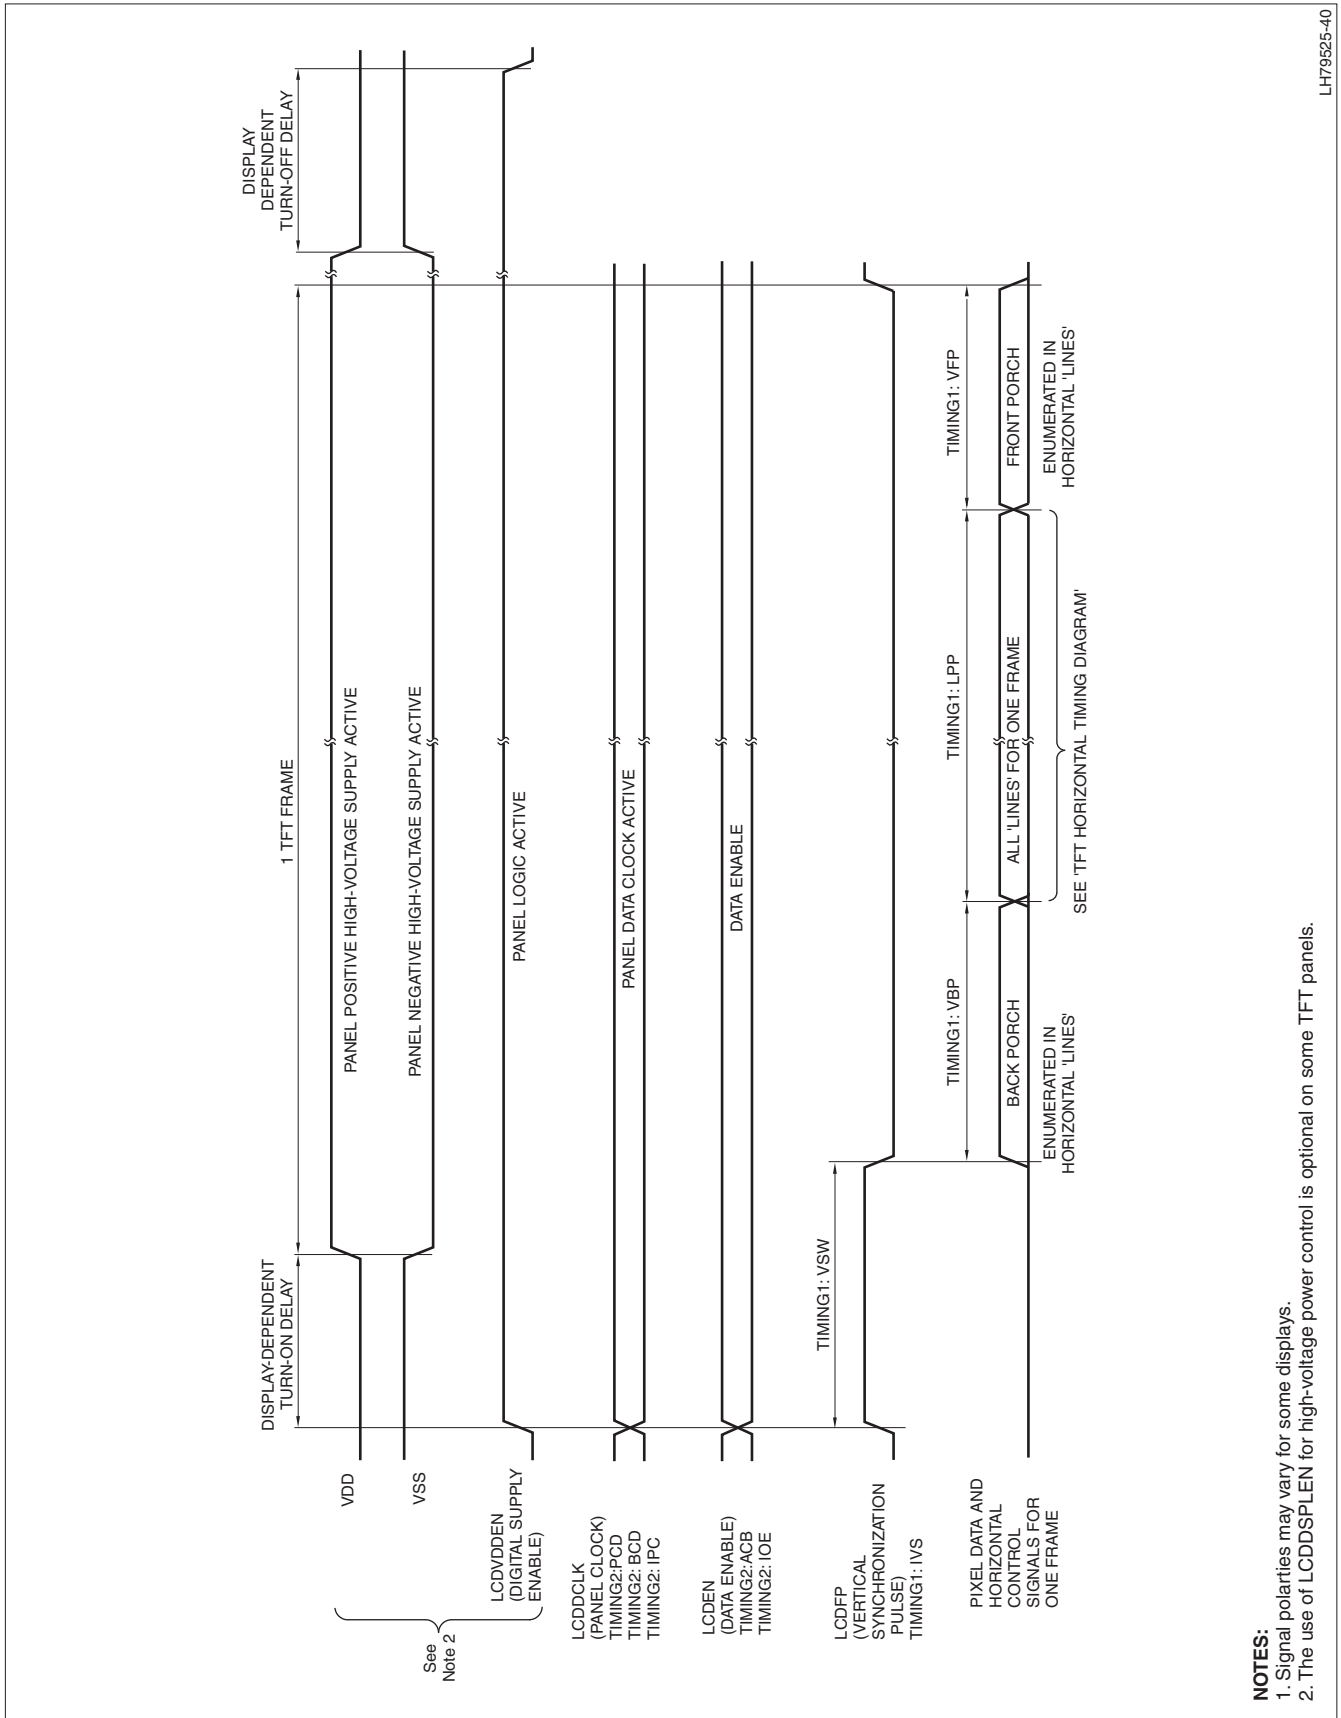 DISPLAY-DEPENDENT
TURN-ON DELAY
1 TFT FRAME
DISPLAY
DEPENDENT
TURN-OFF DELAY
VDD
PANEL POSITIVE HIGH-VOLTAGE SUPPLY ACTIVE
VSS
PANEL NEGATIVE HIGH-VOLTAGE SUPPLY ACTIVE
See
Note 2
LCDVDDEN
(DIGITAL SUPPLY
ENABLE)
PANEL LOGIC ACTIVE
LCDDCLK
(PANEL CLOCK)
TIMING2:PCD
TIMING2: BCD
TIMING2: IPC
PANEL DATA CLOCK ACTIVE
LCDEN
(DATA ENABLE)
TIMING2:ACB
TIMING2: IOE
DATA ENABLE
TIMING1: VSW
LCDFP
(VERTICAL
SYNCHRONIZATION
PULSE)
TIMING1: IVS
TIMING1: VBP
TIMING1: LPP
TIMING1: VFP
PIXEL DATA AND
HORIZONTAL
CONTROL
SIGNALS FOR
ONE FRAME
BACK PORCH
ALL 'LINES' FOR ONE FRAME
FRONT PORCH
ENUMERATED IN
HORIZONTAL 'LINES'
SEE 'TFT HORIZONTAL TIMING DIAGRAM'
ENUMERATED IN
HORIZONTAL 'LINES'
NOTES:
1. Signal polarties may vary for some displays.
2. The use of LCDDSPLEN for high-voltage power control is optional on some TFT panels.
LH79525-40